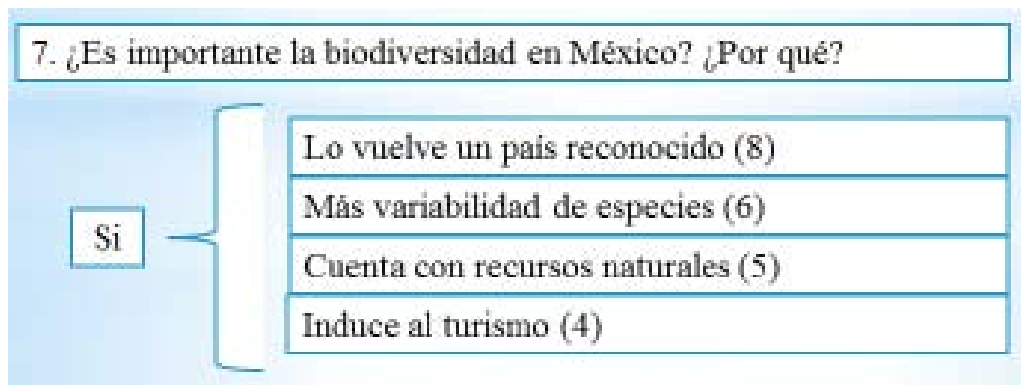 7. ¿Es importante la biodiversidad en México? ¿Por qué?
Si
Lo vuelve un país reconocido (8)
Más variabilidad de especies (6)
Cuenta con recursos naturales (5)
Induce al turismo (4)